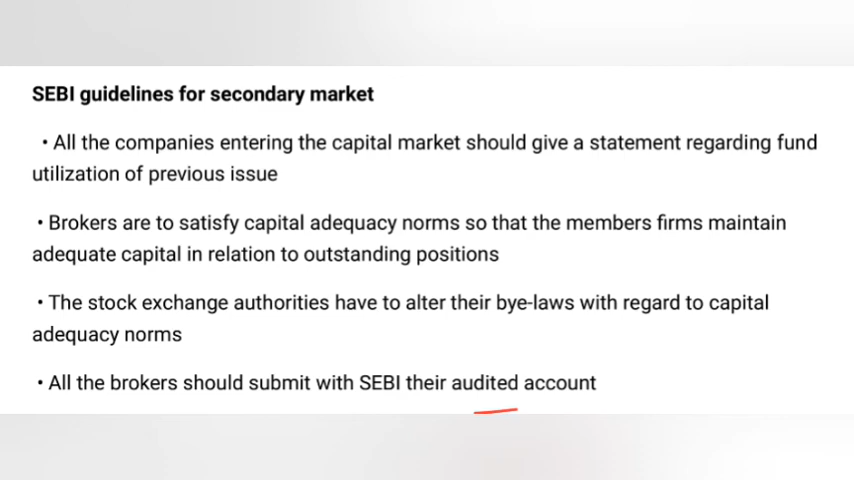 SEBI guidelines for secondary market
• All the companies entering the capital market should give a statement regarding fund
utilization of previous issue
• Brokers are to satisfy capital adequacy norms so that the members firms maintain
adequate capital in relation to outstanding positions
• The stock exchange authorities have to alter their bye-laws with regard to capital
adequacy norms
• All the brokers should submit with SEBI their audited account